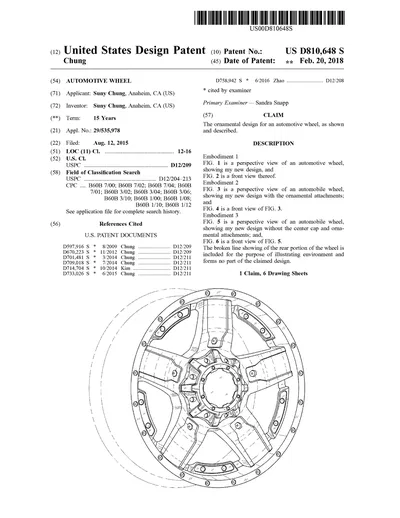 US00D810648S
(12) United States Design Patent (10) Patent No.: US D810,648 S
Chung (45) Date of Patent: ** Feb. 20, 2018
(54) AUTOMOTIVE WHEEL
(71) Applicant: Suny Chung, Anaheim, CA (US)
(72) Inventor: Suny Chung, Anaheim, CA (US)
(**) Term: 15 Years
(21) Appl. No.: 29/535,978
(22) Filed: Aug. 12, 2015
(51) LOC (11) Cl. 12-16
(52) U.S. Cl.
USPC D12/209
(58) Field of Classification Search
USPC D12/204-213
CPC .... B60B 7/00; B60B 7/02; B60B 7/04; B60B
7/01; B60B 3/02; B60B 3/04; B60B 3/06;
B60B 3/10; B60B 1/00; B60B 1/08;
B60B 1/10; B60B 1/12
See application file for complete search history.
(56) References Cited
U.S. PATENT DOCUMENTS
D597,916 S * 8/2009 Chung D12/211
D670,223 S * 11/2012 Chung D12/209
D701,481 S * 3/2014 Chung D12/211
D709,018 S * 7/2014 Chung D12/211
D714,704 S * 10/2014 Kim D12/211
D733,026 S * 6/2015 Chung D12/211
D758,942 S * 6/2016 Zhao D12/208
* cited by examiner
Primary Examiner — Sandra Snapp
(57) CLAIM
The ornamental design for an automotive wheel, as shown
and described.
DESCRIPTION
Embodiment 1
FIG. 1 is a perspective view of an automotive wheel,
showing my new design, and
FIG. 2 is a front view thereof.
Embodiment 2
FIG. 3 is a perspective view of an automobile wheel,
showing my new design with the ornamental attachments;
and
FIG. 4 is a front view of FIG. 3.
Embodiment 3
FIG. 5 is a perspective view of an automobile wheel,
showing my new design without the center cap and orna-
mental attachments; and,
FIG. 6 is a front view of FIG. 5.
The broken line showing of the rear portion of the wheel is
included for the purpose of illustrating environment and
forms no part of the claimed design.
1 Claim, 6 Drawing Sheets